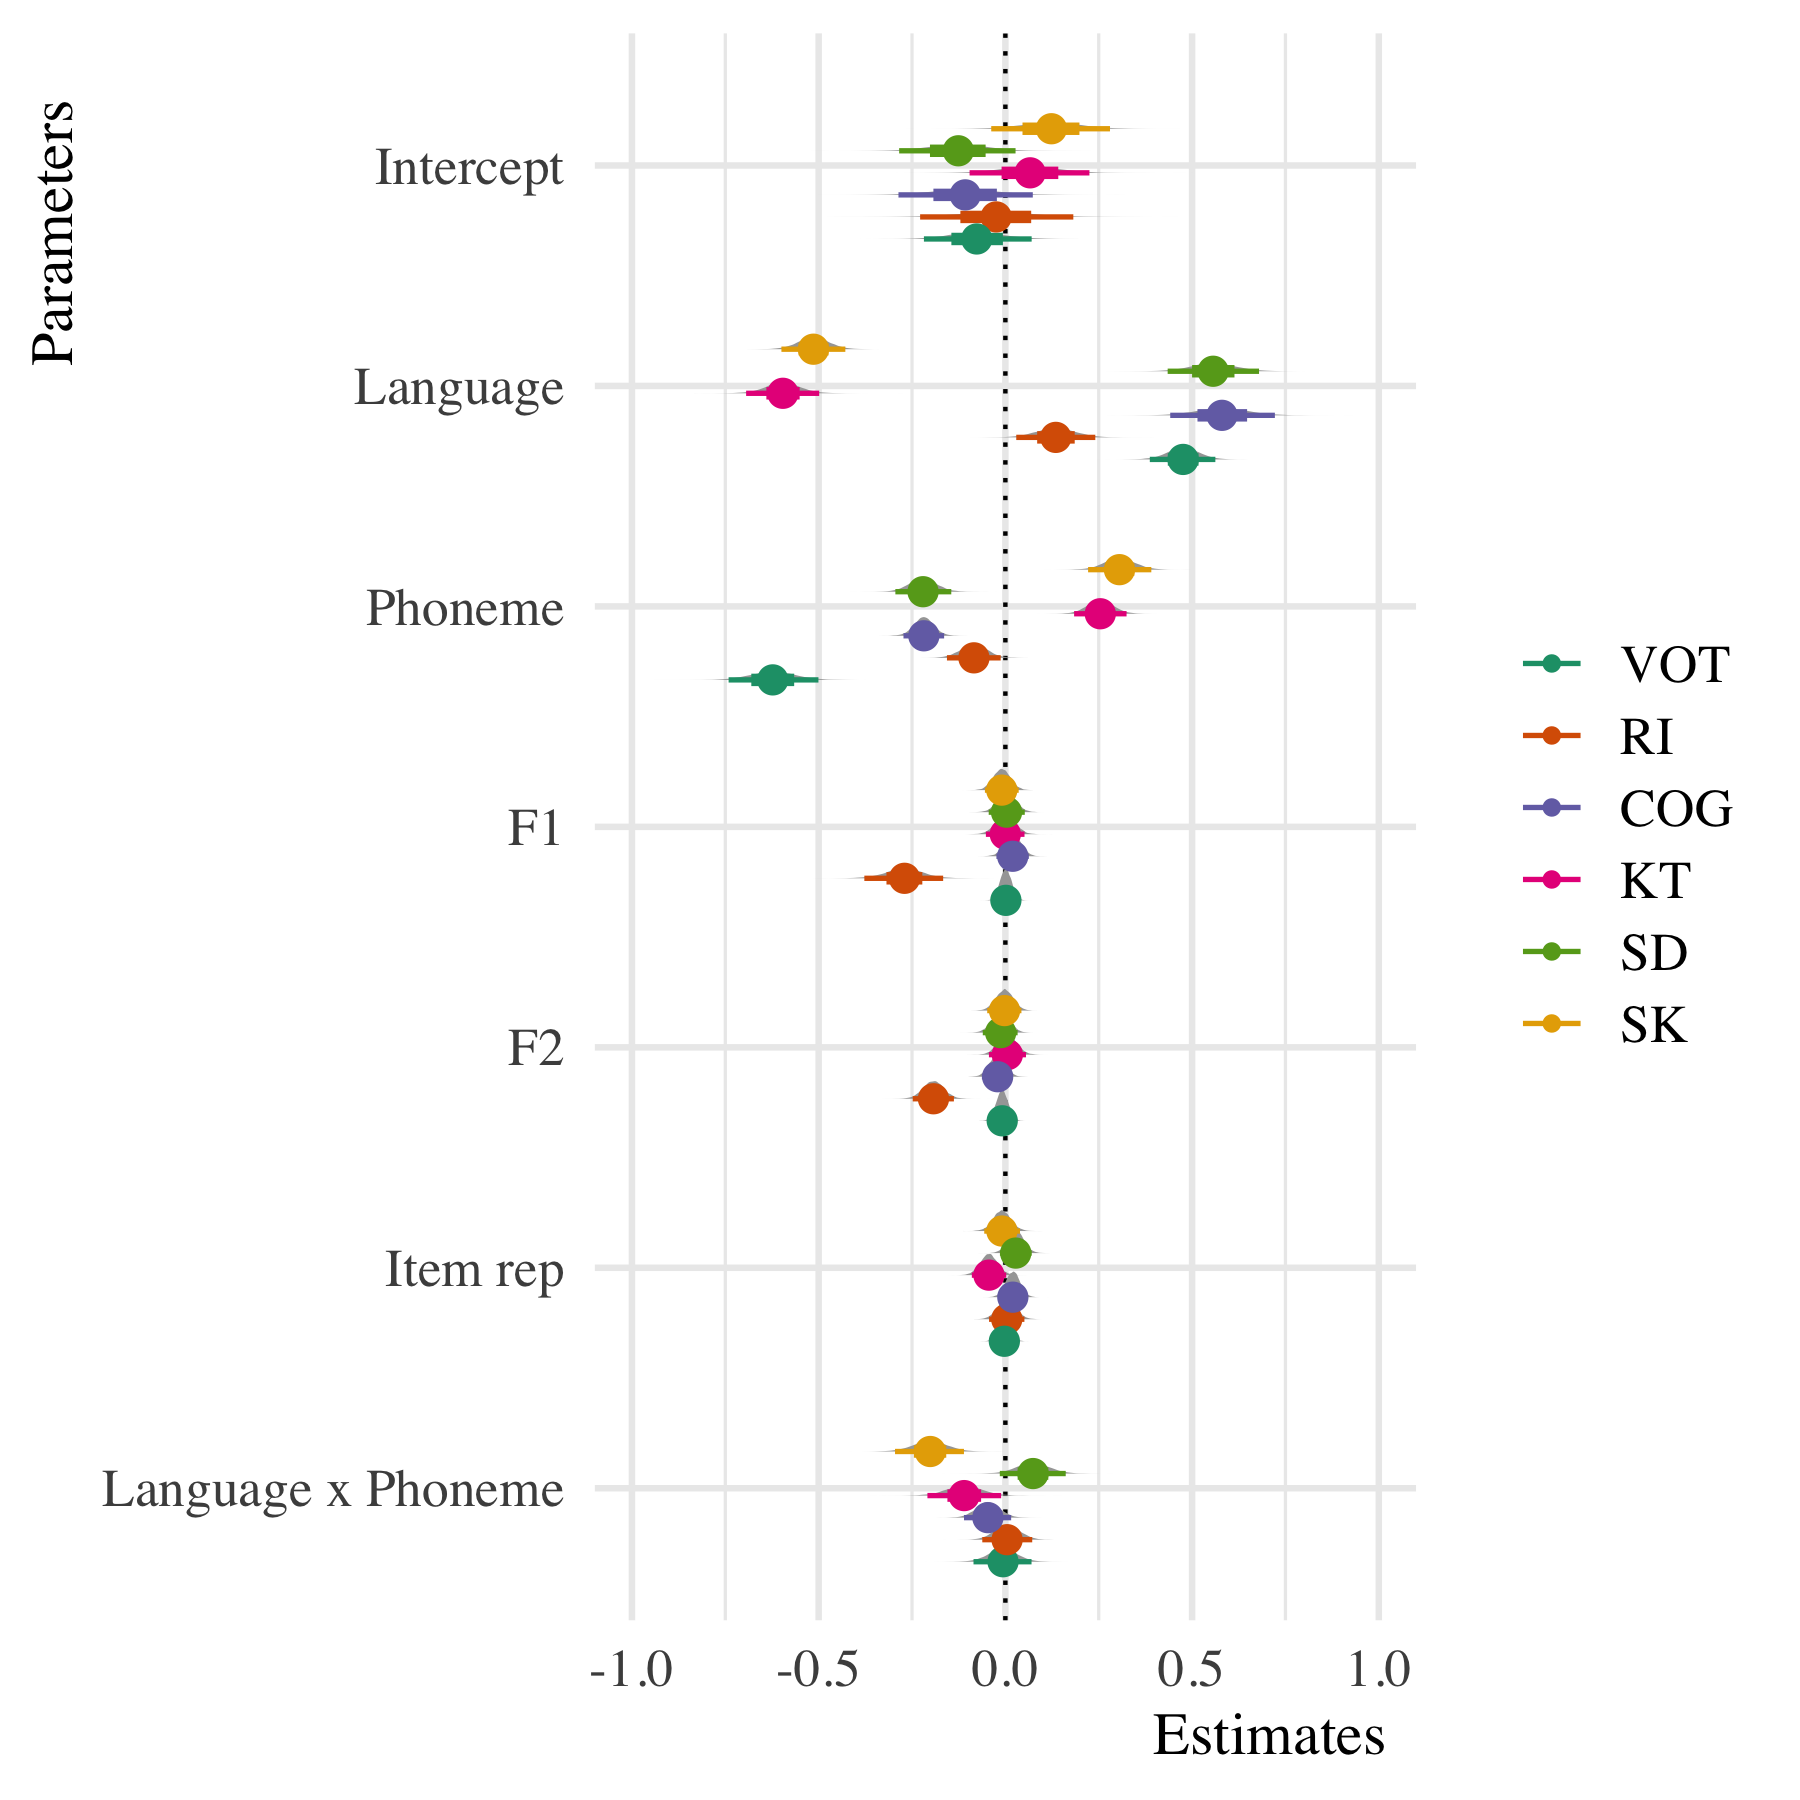 Parameters
Intercept
Language
Phoneme
F1
F2
Item rep
Language x Phoneme
-1.0 -0.5 0.0 0.5 1.0
Estimates
VOT
RI
COG
KT
SD
SK